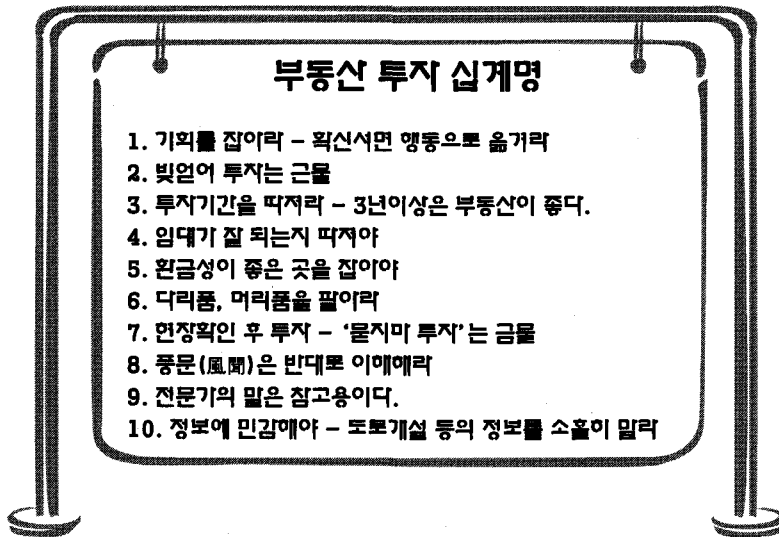 부동산 투자 십계명
1. 기회를 잡아라 – 확신서면 행동으로 옮겨라
2. 빚얻어 투자는 금물
3. 투자기간을 따져라 – 3년이상은 부동산이 좋다.
4. 임대가 잘 되는지 따져야
5. 환금성이 좋은 곳을 잡아야
6. 다리품, 머리품을 팔아라
7. 현장확인 후 투자 – ‘묻지마 투자’는 금물
8. 풍문(風聞)은 반대로 이해해라
9. 전문가의 말은 참고용이다.
10. 정보에 민감해야 – 도로개설 등의 정보를 소홀히 말라